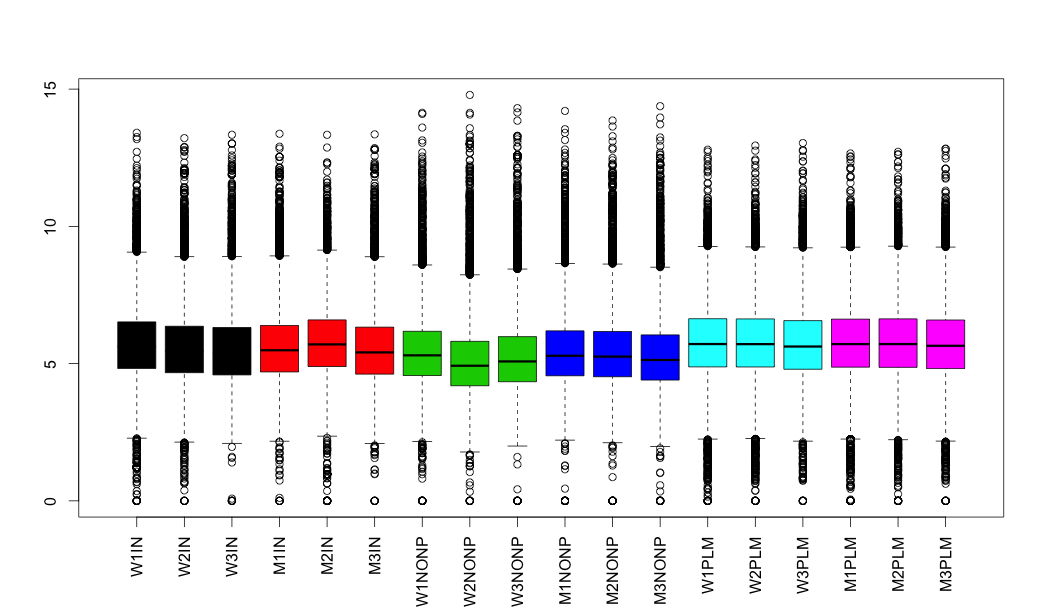 15
10
5
0
W1IN
W2IN
W3IN
M1IN
M2IN
M3IN
W1NONP
W2NONP
W3NONP
M1NONP
M2NONP
M3NONP
W1PLM
W2PLM
W3PLM
M1PLM
M2PLM
M3PLM